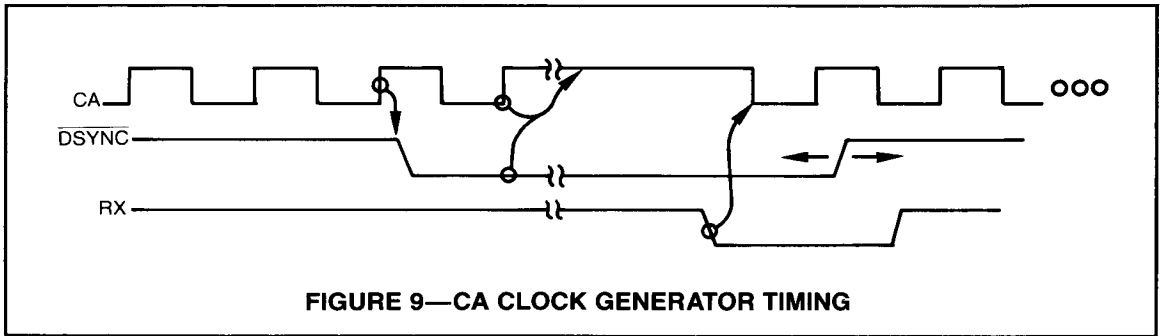 CA
DSYNC
RX
FIGURE 9—CA CLOCK GENERATOR TIMING